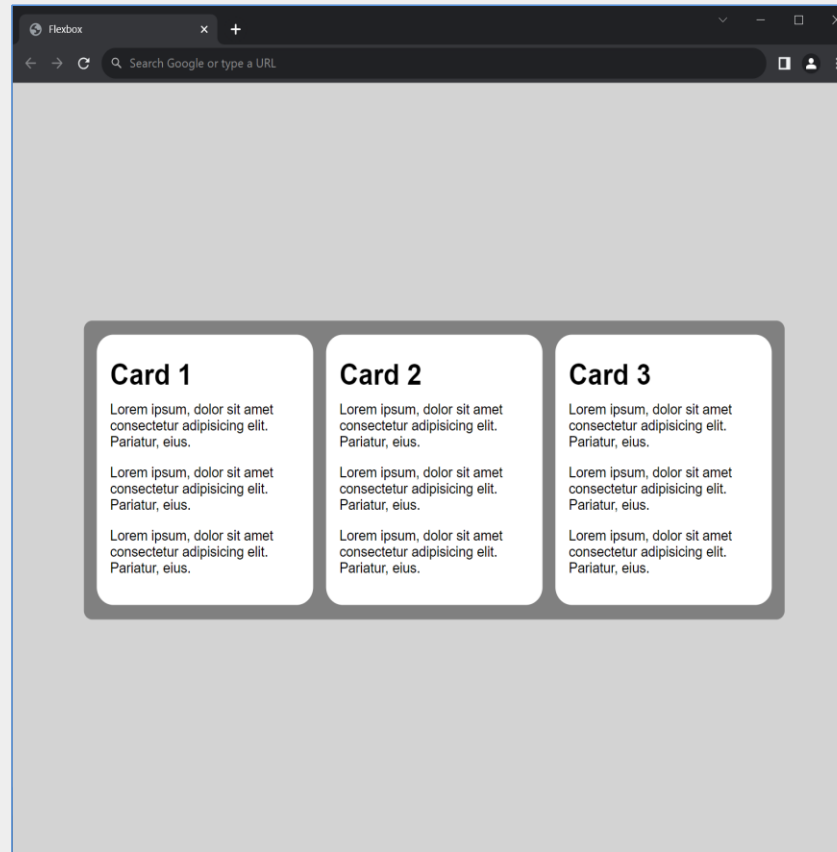 Flexbox
Search Google or type a URL
Card 1
Lorem ipsum, dolor sit amet
consectetur adipisicing elit.
Pariatur, eius.
Lorem ipsum, dolor sit amet
consectetur adipisicing elit.
Pariatur, eius.
Lorem ipsum, dolor sit amet
consectetur adipisicing elit.
Pariatur, eius.
Card 2
Lorem ipsum, dolor sit amet
consectetur adipisicing elit.
Pariatur, eius.
Lorem ipsum, dolor sit amet
consectetur adipisicing elit.
Pariatur, eius.
Lorem ipsum, dolor sit amet
consectetur adipisicing elit.
Pariatur, eius.
Card 3
Lorem ipsum, dolor sit amet
consectetur adipisicing elit.
Pariatur, eius.
Lorem ipsum, dolor sit amet
consectetur adipisicing elit.
Pariatur, eius.
Lorem ipsum, dolor sit amet
consectetur adipisicing elit.
Pariatur, eius.